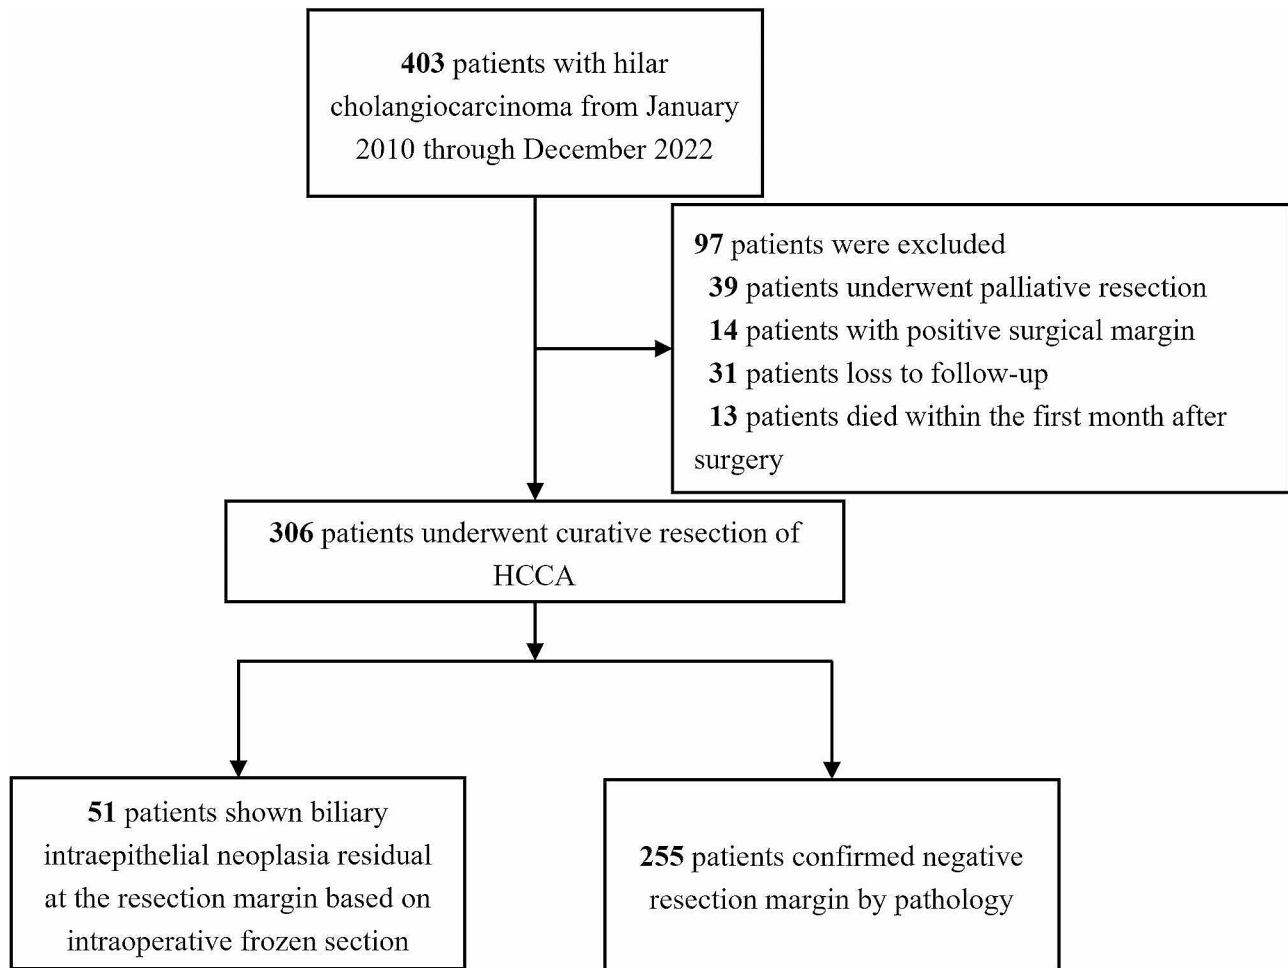 403 patients with hilar
cholangiocarcinoma from January
2010 through December 2022
97 patients were excluded
39 patients underwent palliative resection
14 patients with positive surgical margin
31 patients loss to follow-up
13 patients died within the first month after
surgery
306 patients underwent curative resection of
HCCA
51 patients shown biliary
intraepithelial neoplasia residual
at the resection margin based on
intraoperative frozen section
255 patients confirmed negative
resection margin by pathology